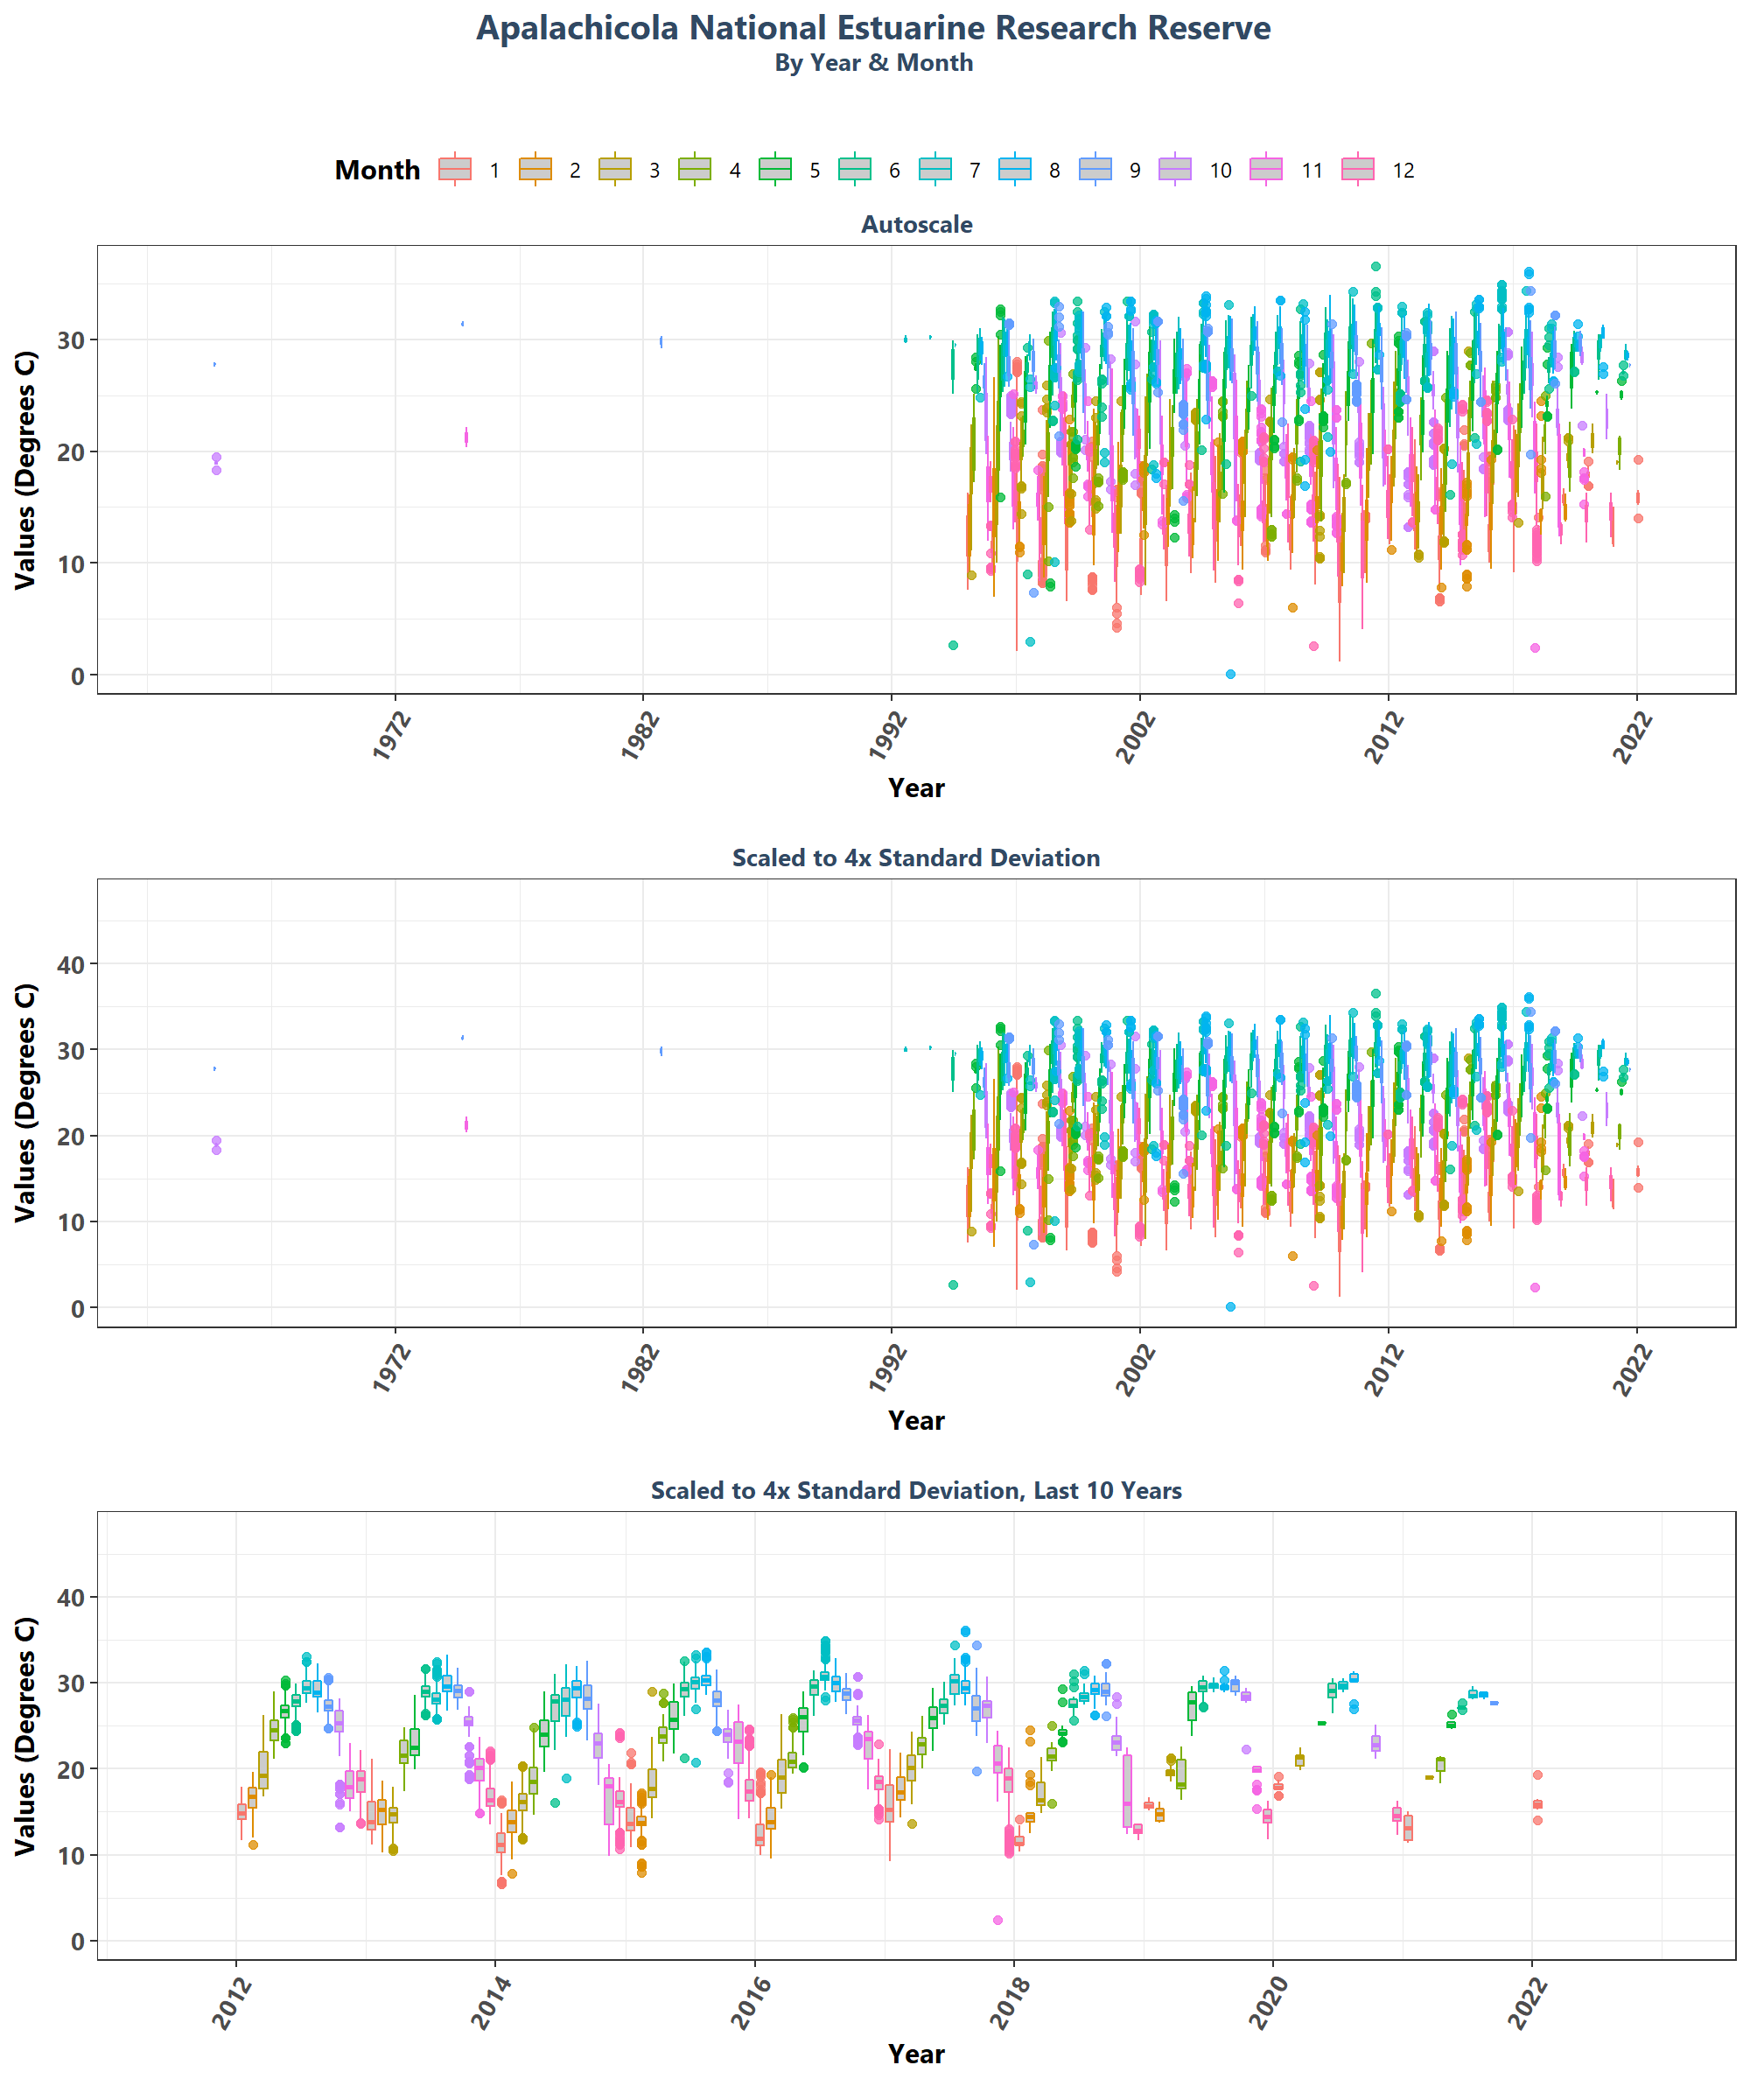 Apalachicola National Estuarine Research Reserve
By Year & Month
Month 1 2 3 4 5 6 7 8 9 10 11 12
Autoscale
Values (Degrees C)
30
20
10
0
1972 1982 1992 2002 2012 2022
Year
Scaled to 4x Standard Deviation
Values (Degrees C)
40
30
20
10
0
1972 1982 1992 2002 2012 2022
Year
Scaled to 4x Standard Deviation, Last 10 Years
Values (Degrees C)
40
30
20
10
0
2012 2014 2016 2018 2020 2022
Year